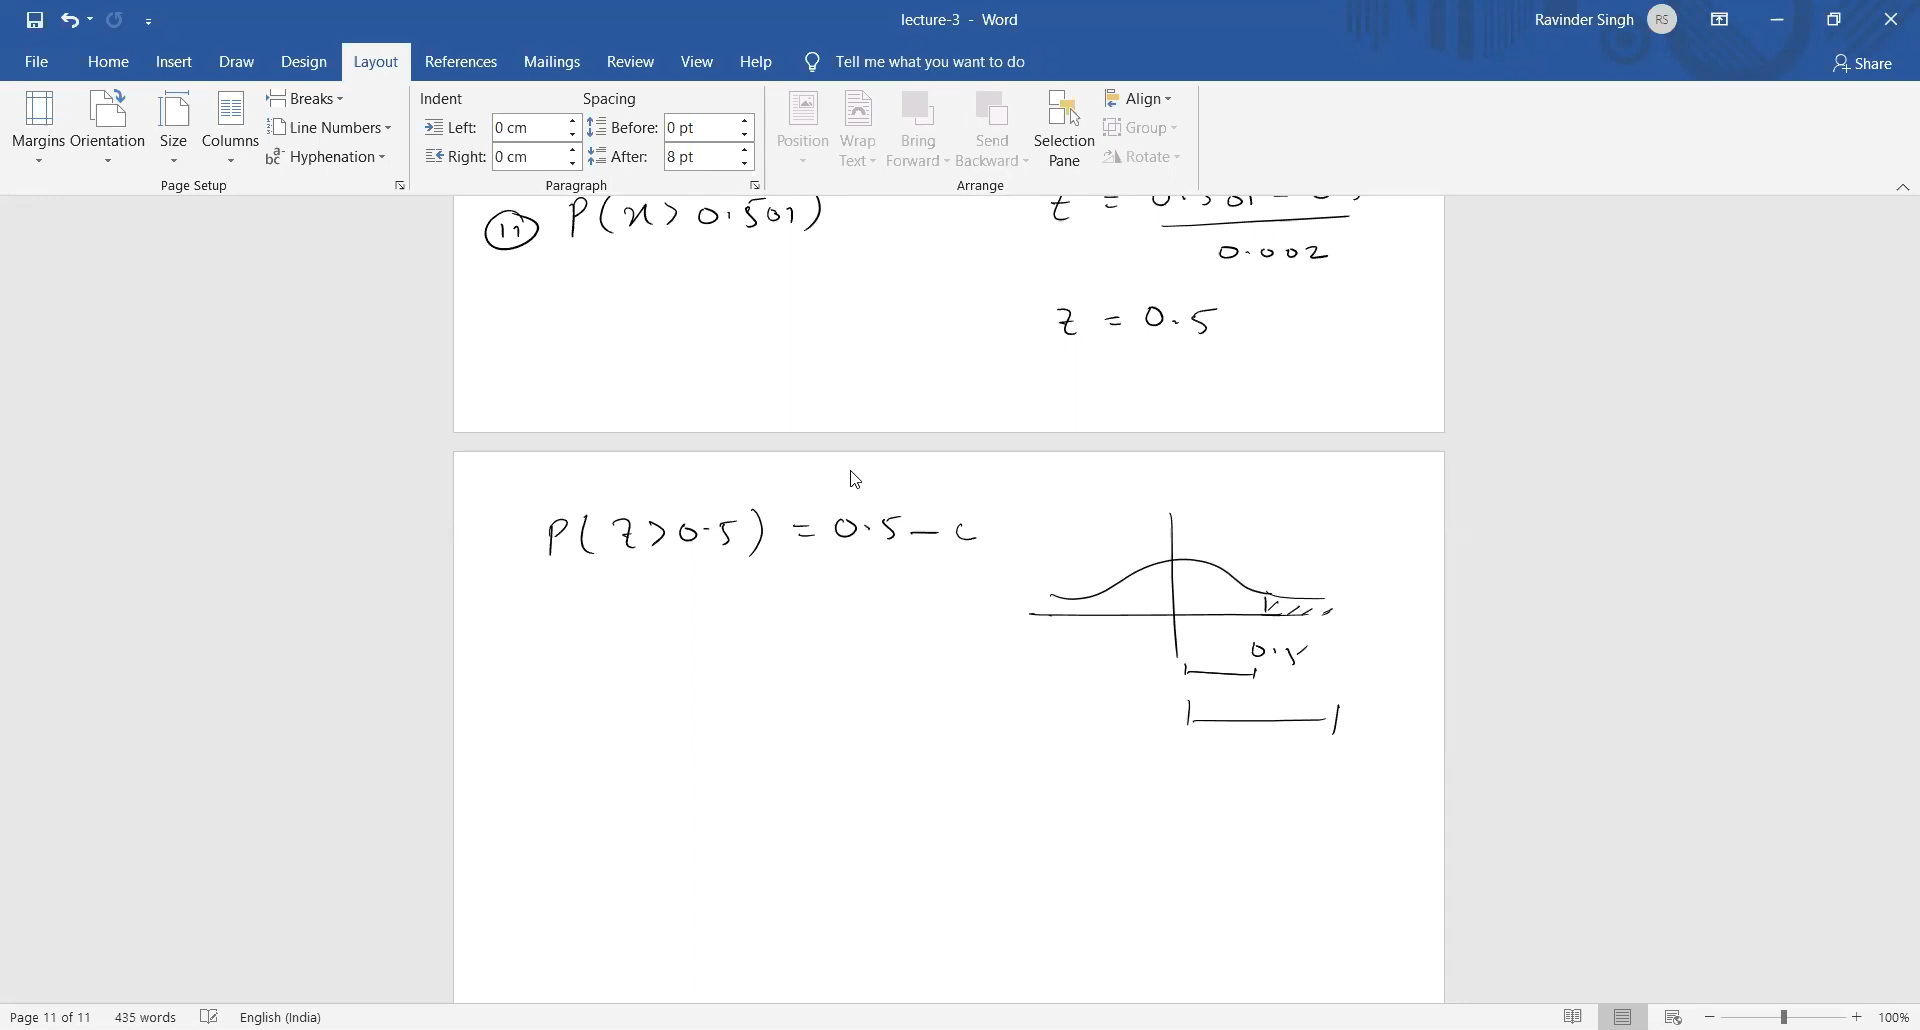 lecture-3 - Word
Ravinder Singh
RS
File Home Insert Draw Design Layout References Mailings Review View Help Tell me what you want to do
Share
Margins Orientation Size Columns
Breaks
Line Numbers
Hyphenation
Page Setup
Indent Spacing
Left: 0 cm Before: 0 pt
Right: 0 cm After: 8 pt
Paragraph
Position Wrap Text Bring Forward Send Backward Selection Pane
Align
Group
Rotate
Arrange
(ii) P(x > 0.501)
0.002
z = 0.5
P(Z > 0.5) = 0.5 -
0.5
Page 11 of 11 435 words English (India)
100%